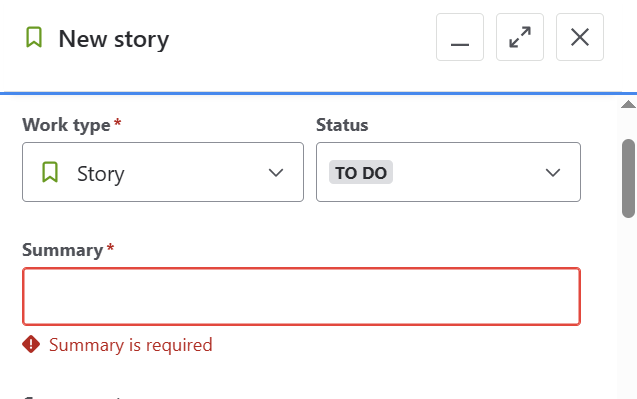 New story
Work type* Status
Story TO DO
Summary*
Summary is required